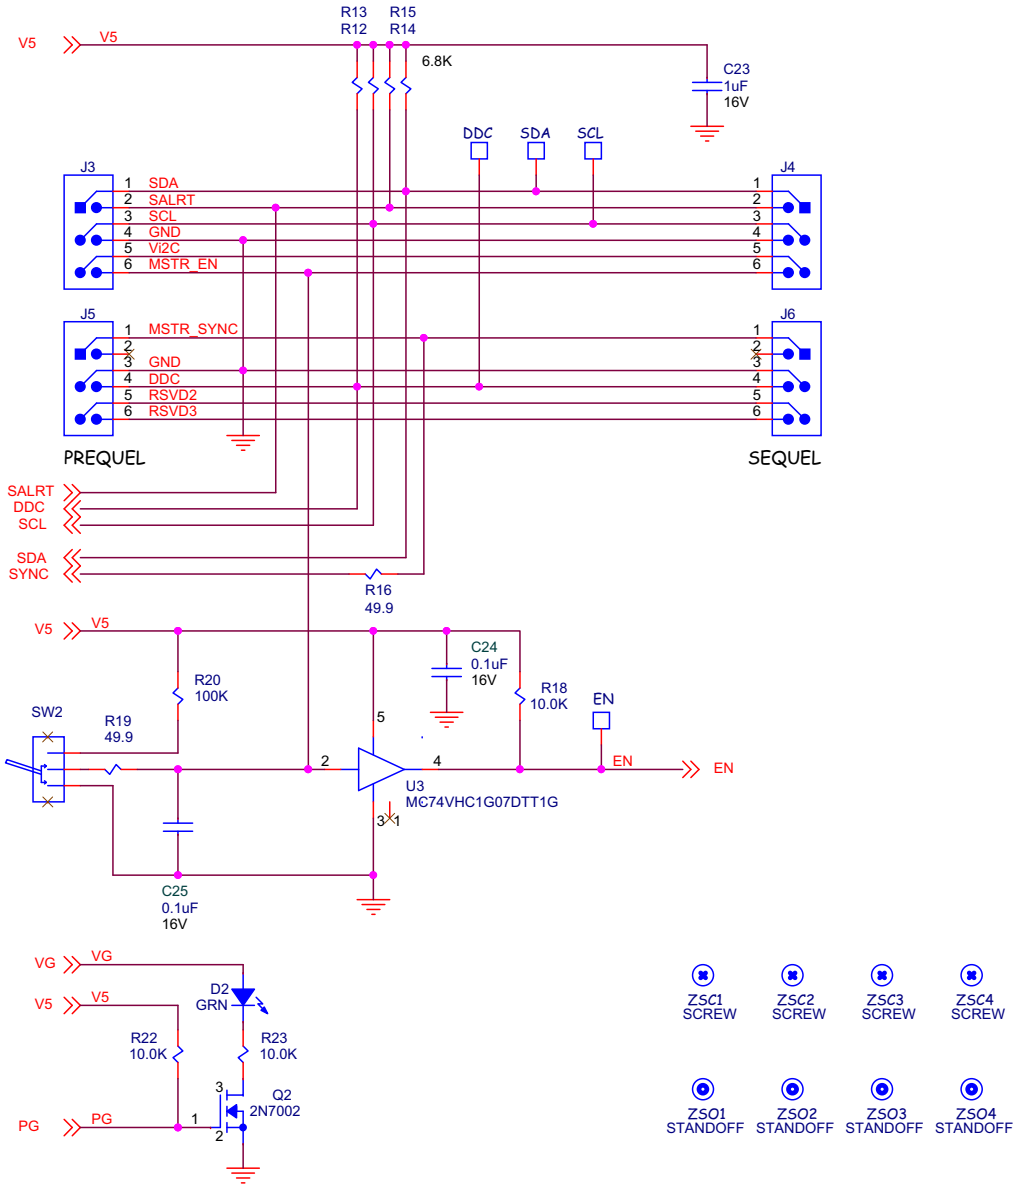 R13 R15
R12 R14
V5 V5
6.8K
C23
1uF
16V
DDC SDA SCL
J3 J4
1 SDA 1
2 SALRT 2
3 SCL 3
4 GND 4
5 Vi2C 5
6 MSTR_EN 6
J5 J6
1 MSTR_SYNC 1
2 2
3 GND 3
4 DDC 4
5 RSVD2 5
6 RSVD3 6
PREQUEL SEQUEL
SALRT
DDC
SCL
SDA
SYNC
R16
49.9
V5 V5
C24
0.1uF
16V
R20
100K
R18
10.0K
EN
SW2
R19
49.9
5
2 4 EN EN
U3
MC74VHC1G07DTT1G
3 1
C25
0.1uF
16V
VG VG
D2
GRN
V5 V5
R22
10.0K
R23
10.0K
3 Q2
2N7002
PG PG 1
2
ZSC1 ZSC2 ZSC3 ZSC4
SCREW SCREW SCREW SCREW
ZSO1 ZSO2 ZSO3 ZSO4
STANDOFF STANDOFF STANDOFF STANDOFF